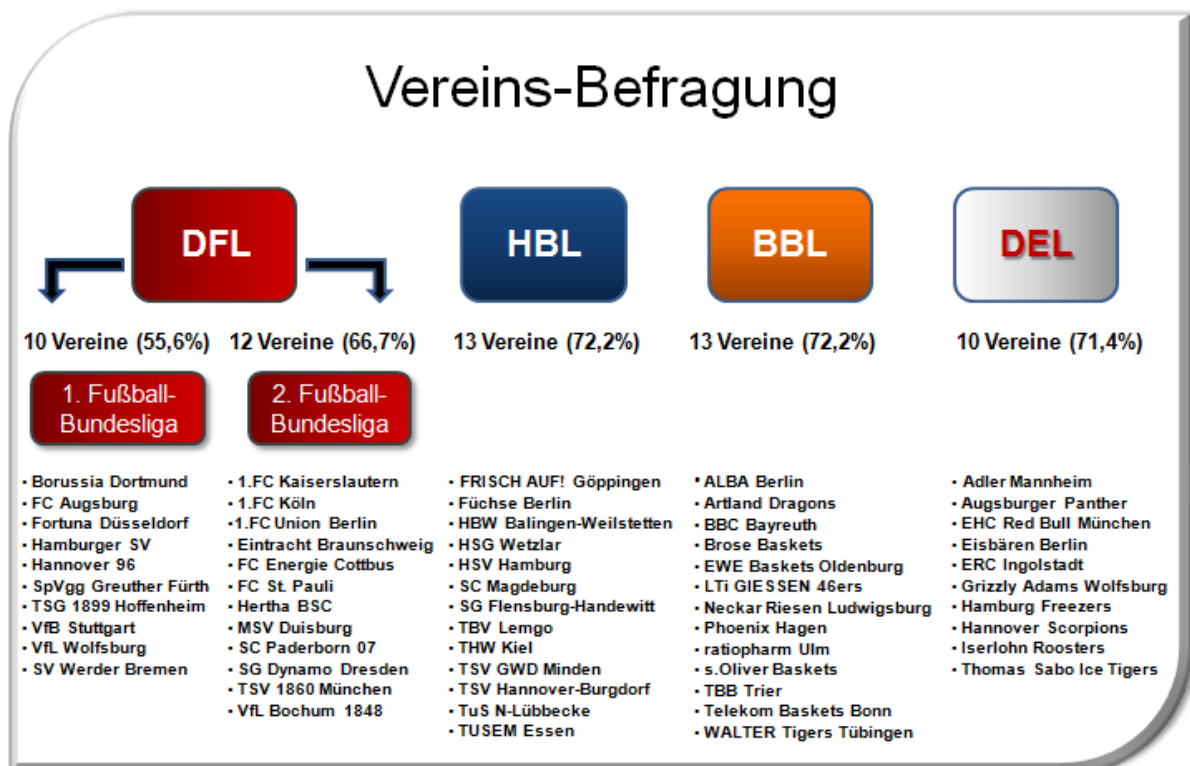 Vereins-Befragung
DFL
HBL
BBL
DEL
10 Vereine (55,6%)
12 Vereine (66,7%)
13 Vereine (72,2%)
13 Vereine (72,2%)
10 Vereine (71,4%)
1. Fußball-
Bundesliga
2. Fußball-
Bundesliga
▪ Borussia Dortmund
▪ FC Augsburg
▪ Fortuna Düsseldorf
▪ Hamburger SV
▪ Hannover 96
▪ SpVgg Greuther Fürth
▪ TSG 1899 Hoffenheim
▪ VfB Stuttgart
▪ VfL Wolfsburg
▪ SV Werder Bremen
▪ 1.FC Kaiserslautern
▪ 1.FC Köln
▪ 1.FC Union Berlin
▪ Eintracht Braunschweig
▪ FC Energie Cottbus
▪ FC St. Pauli
▪ Hertha BSC
▪ MSV Duisburg
▪ SC Paderborn 07
▪ SG Dynamo Dresden
▪ TSV 1860 München
▪ VfL Bochum 1848
▪ FRISCH AUF! Göppingen
▪ Füchse Berlin
▪ HBW Balingen-Weilstetten
▪ HSG Wetzlar
▪ HSV Hamburg
▪ SC Magdeburg
▪ SG Flensburg-Handewitt
▪ TBV Lemgo
▪ THW Kiel
▪ TSV GWD Minden
▪ TSV Hannover-Burgdorf
▪ TuS N-Lübbecke
▪ TUSEM Essen
• ALBA Berlin
▪ Artland Dragons
▪ BBC Bayreuth
▪ Brose Baskets
▪ EWE Baskets Oldenburg
▪ LTi GIESSEN 46ers
▪ Neckar Riesen Ludwigsburg
▪ Phoenix Hagen
▪ ratiopharm Ulm
▪ s.Oliver Baskets
▪ TBB Trier
▪ Telekom Baskets Bonn
▪ WALTER Tigers Tübingen
▪ Adler Mannheim
▪ Augsburger Panther
▪ EHC Red Bull München
▪ Eisbären Berlin
▪ ERC Ingolstadt
▪ Grizzly Adams Wolfsburg
▪ Hamburg Freezers
▪ Hannover Scorpions
▪ Iserlohn Roosters
▪ Thomas Sabo Ice Tigers